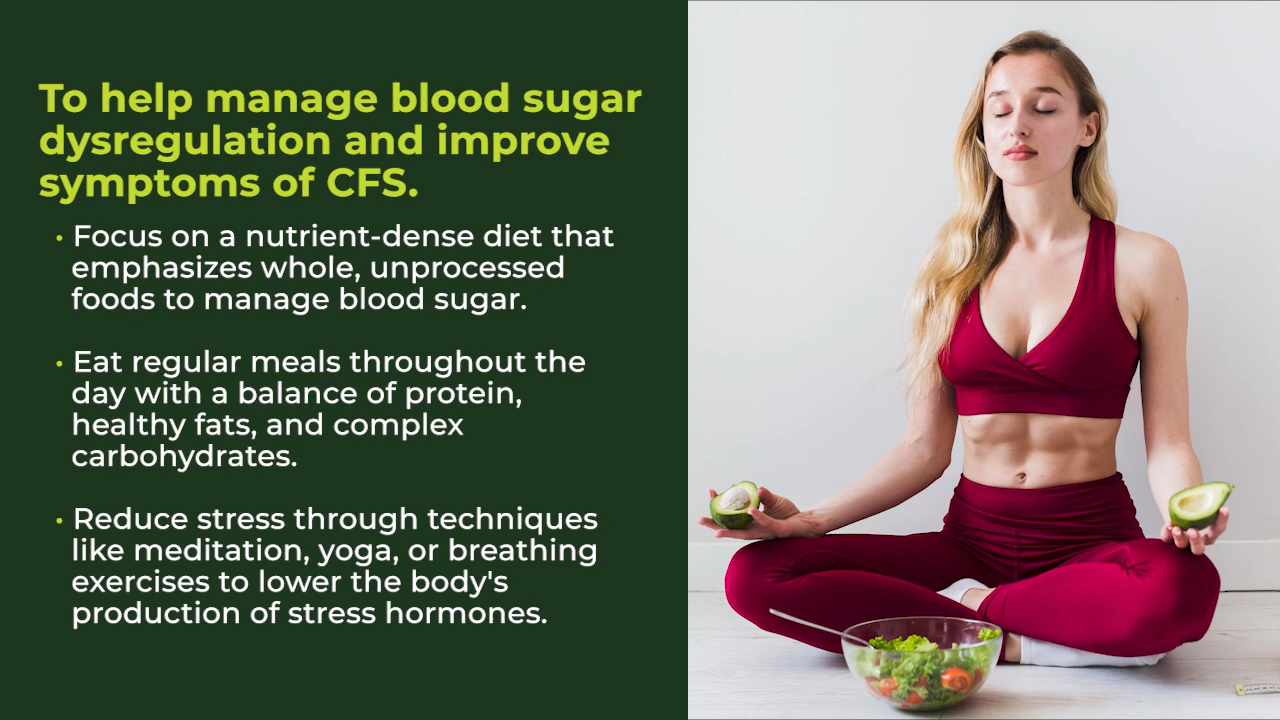 To help manage blood sugar
dysregulation and improve
symptoms of CFS.
• Focus on a nutrient-dense diet that
emphasizes whole, unprocessed
foods to manage blood sugar.
• Eat regular meals throughout the
day with a balance of protein,
healthy fats, and complex
carbohydrates.
• Reduce stress through techniques
like meditation, yoga, or breathing
exercises to lower the body's
production of stress hormones.